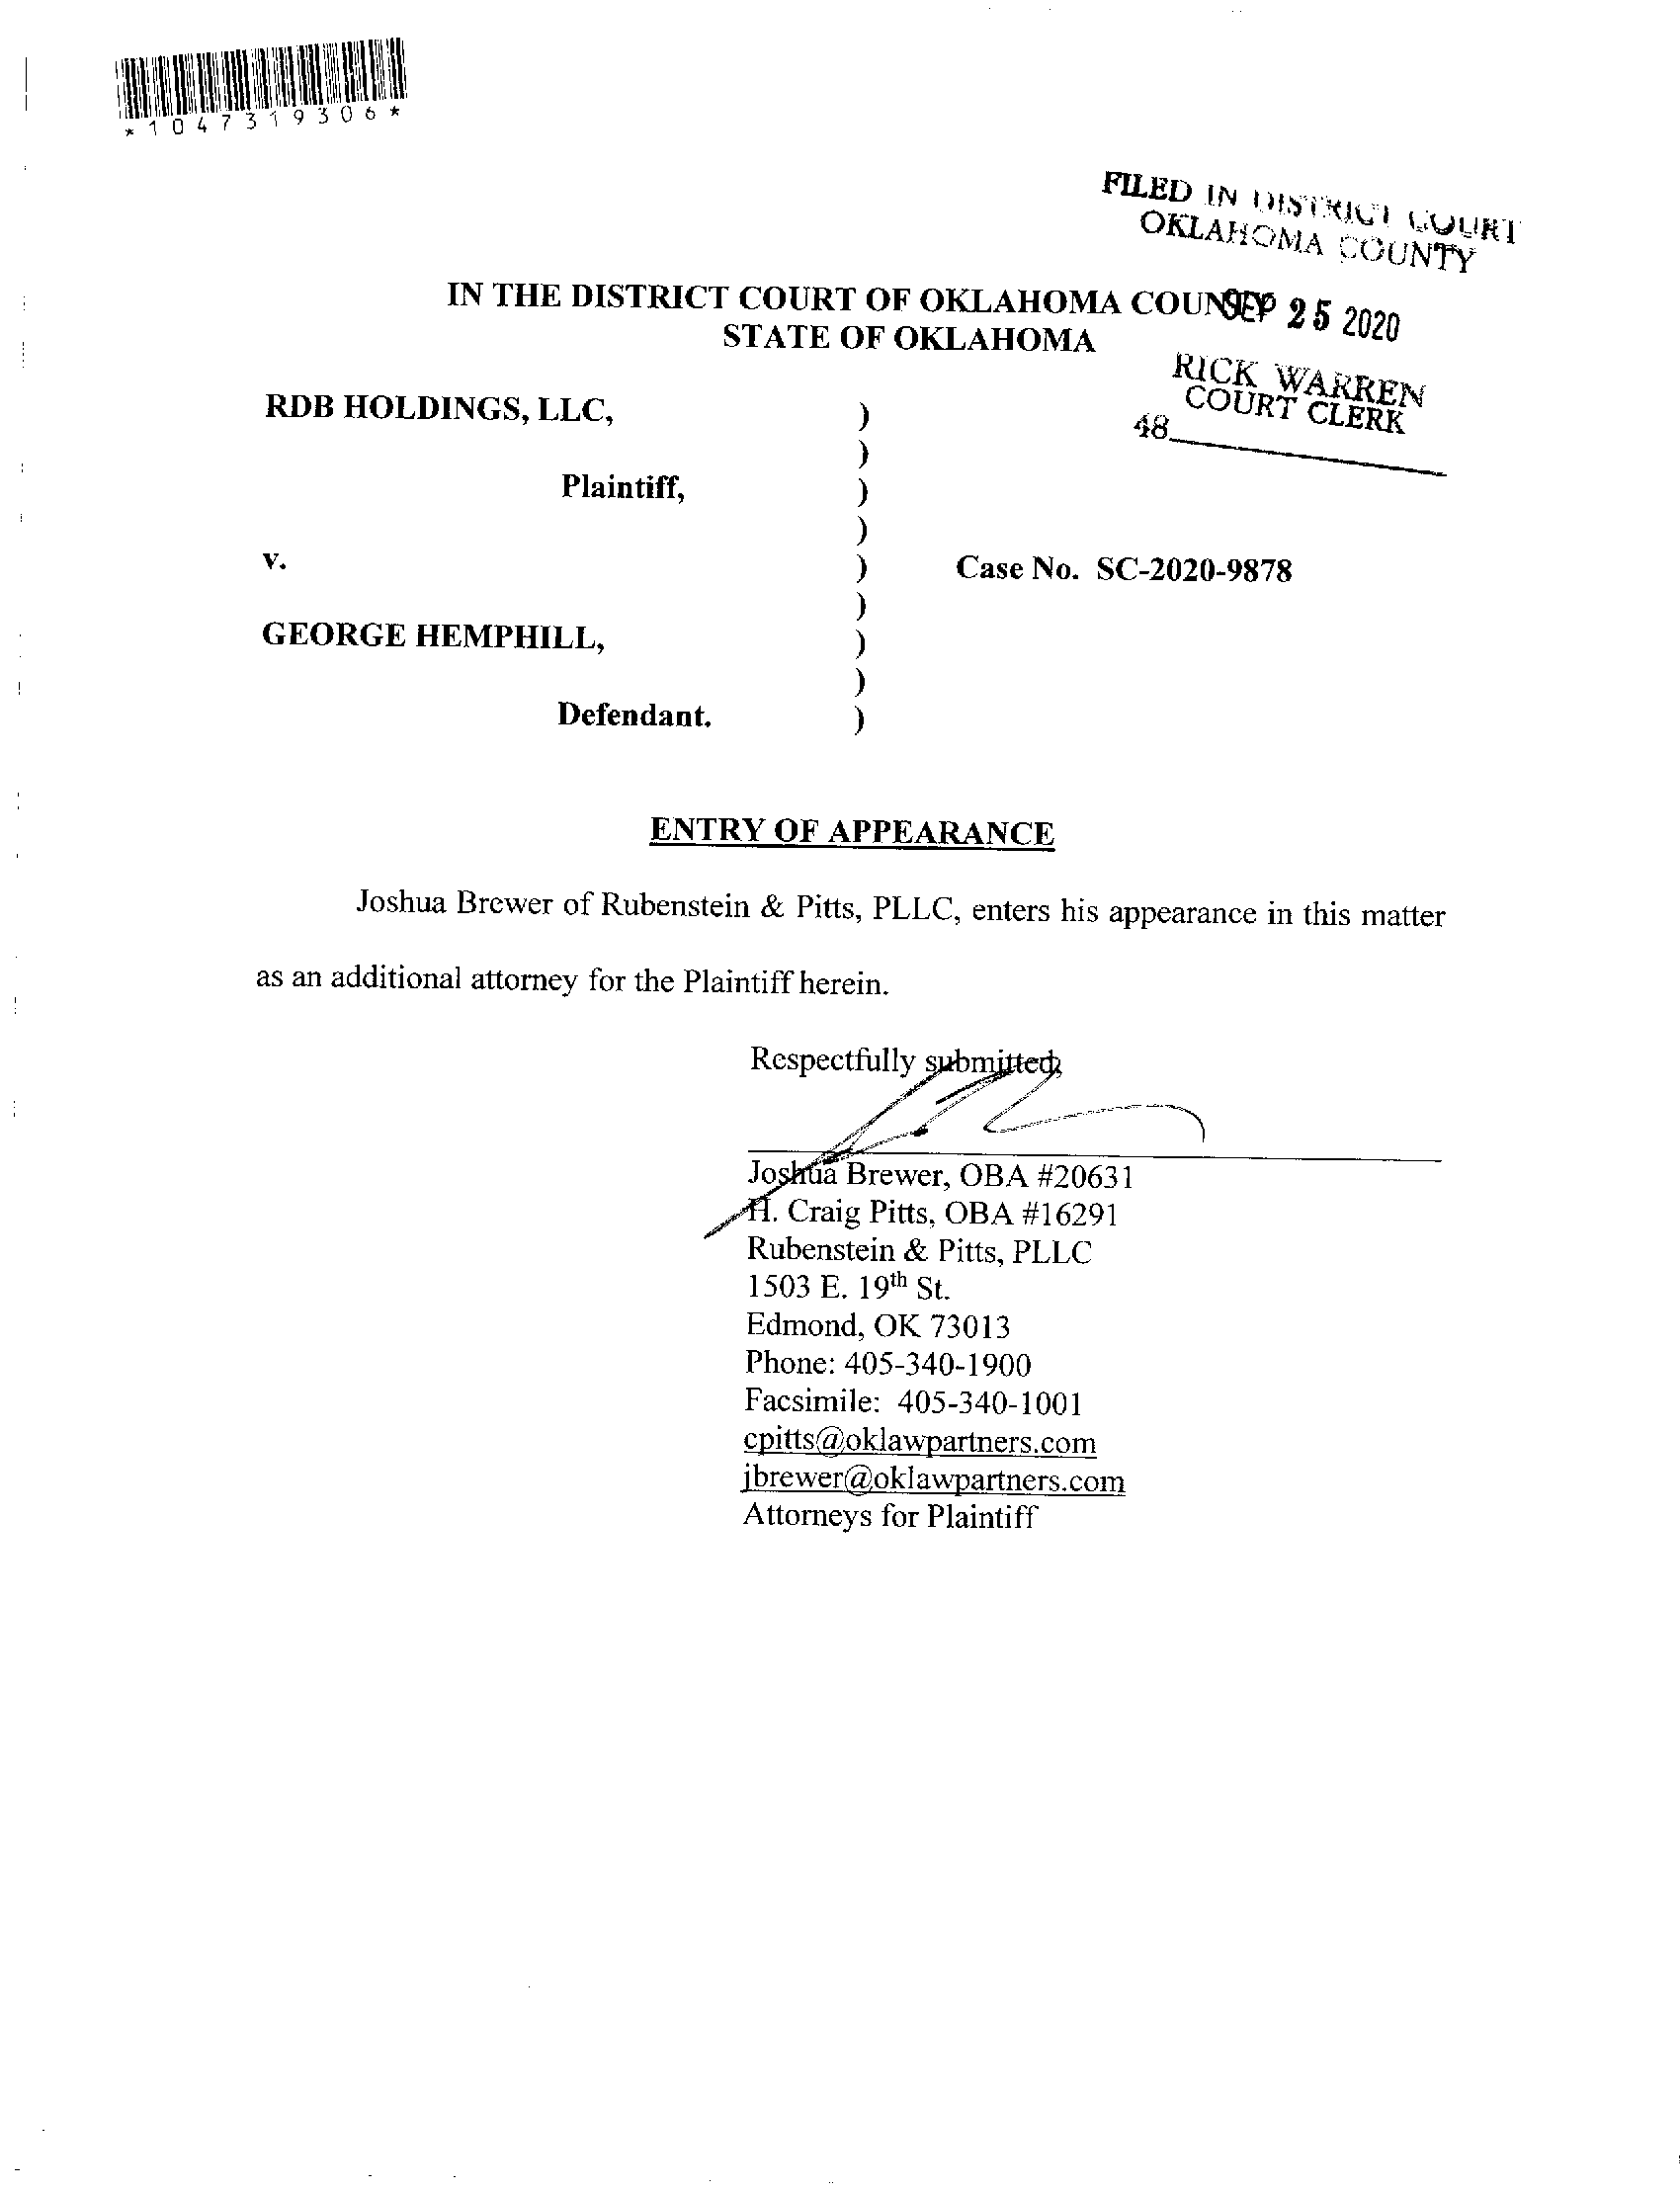 *1047319306*
FILED IN DISTRICT COURT
OKLAHOMA COUNTY
SEP 25 2020
RICK WARREN
COURT CLERK
48
IN THE DISTRICT COURT OF OKLAHOMA COUNTY
STATE OF OKLAHOMA
RDB HOLDINGS, LLC, )
)
Plaintiff, )
)
v. ) Case No. SC-2020-9878
)
GEORGE HEMPHILL, )
)
Defendant. )
ENTRY OF APPEARANCE
Joshua Brewer of Rubenstein & Pitts, PLLC, enters his appearance in this matter
as an additional attorney for the Plaintiff herein.
Respectfully submitted,
Joshua Brewer, OBA #20631
H. Craig Pitts, OBA #16291
Rubenstein & Pitts, PLLC
1503 E. 19th St.
Edmond, OK 73013
Phone: 405-340-1900
Facsimile: 405-340-1001
cpitts@oklawpartners.com
jbrewer@oklawpartners.com
Attorneys for Plaintiff